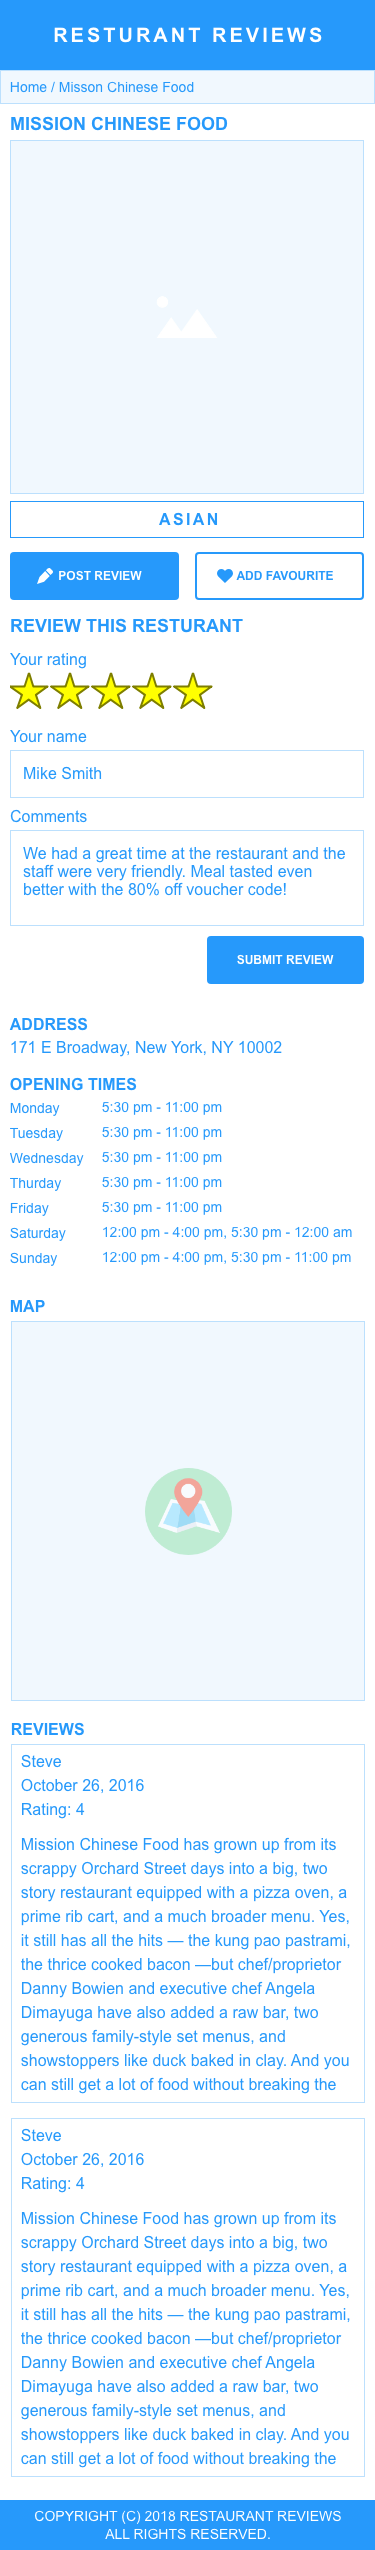 RESTURANT REVIEWS
Home / Misson Chinese Food
MISSION CHINESE FOOD
ASIAN
POST REVIEW
ADD FAVOURITE
REVIEW THIS RESTURANT
Your rating
Your name
Mike Smith
Comments
We had a great time at the restaurant and the
staff were very friendly. Meal tasted even
better with the 80% off voucher code!
SUBMIT REVIEW
ADDRESS
171 E Broadway, New York, NY 10002
OPENING TIMES
Monday 5:30 pm - 11:00 pm
Tuesday 5:30 pm - 11:00 pm
Wednesday 5:30 pm - 11:00 pm
Thurday 5:30 pm - 11:00 pm
Friday 5:30 pm - 11:00 pm
Saturday 12:00 pm - 4:00 pm, 5:30 pm - 12:00 am
Sunday 12:00 pm - 4:00 pm, 5:30 pm - 11:00 pm
MAP
REVIEWS
Steve
October 26, 2016
Rating: 4
Mission Chinese Food has grown up from its
scrappy Orchard Street days into a big, two
story restaurant equipped with a pizza oven, a
prime rib cart, and a much broader menu. Yes,
it still has all the hits — the kung pao pastrami,
the thrice cooked bacon —but chef/proprietor
Danny Bowien and executive chef Angela
Dimayuga have also added a raw bar, two
generous family-style set menus, and
showstoppers like duck baked in clay. And you
can still get a lot of food without breaking the
Steve
October 26, 2016
Rating: 4
Mission Chinese Food has grown up from its
scrappy Orchard Street days into a big, two
story restaurant equipped with a pizza oven, a
prime rib cart, and a much broader menu. Yes,
it still has all the hits — the kung pao pastrami,
the thrice cooked bacon —but chef/proprietor
Danny Bowien and executive chef Angela
Dimayuga have also added a raw bar, two
generous family-style set menus, and
showstoppers like duck baked in clay. And you
can still get a lot of food without breaking the
COPYRIGHT (C) 2018 RESTAURANT REVIEWS
ALL RIGHTS RESERVED.